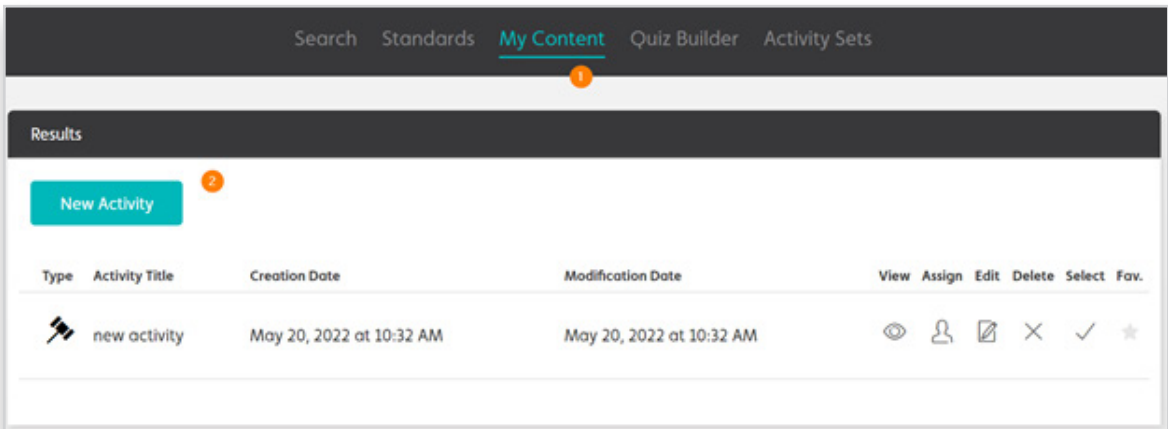 Search Standards My Content Quiz Builder Activity Sets
1
Results
2
New Activity
Type Activity Title Creation Date Modification Date View Assign Edit Delete Select Fav.
new activity May 20, 2022 at 10:32 AM May 20, 2022 at 10:32 AM